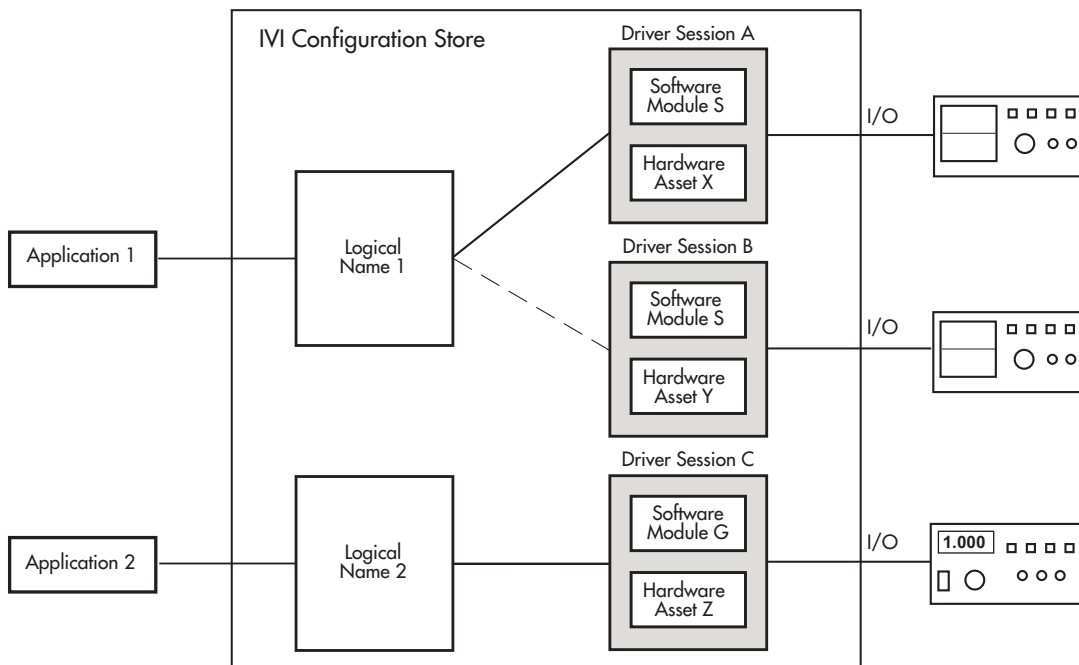 IVI Configuration Store
Driver Session A
Software
Module S
Hardware
Asset X
I/O
Application 1
Logical
Name 1
Driver Session B
Software
Module S
Hardware
Asset Y
I/O
Driver Session C
Software
Module G
Hardware
Asset Z
I/O
1.000
Application 2
Logical
Name 2